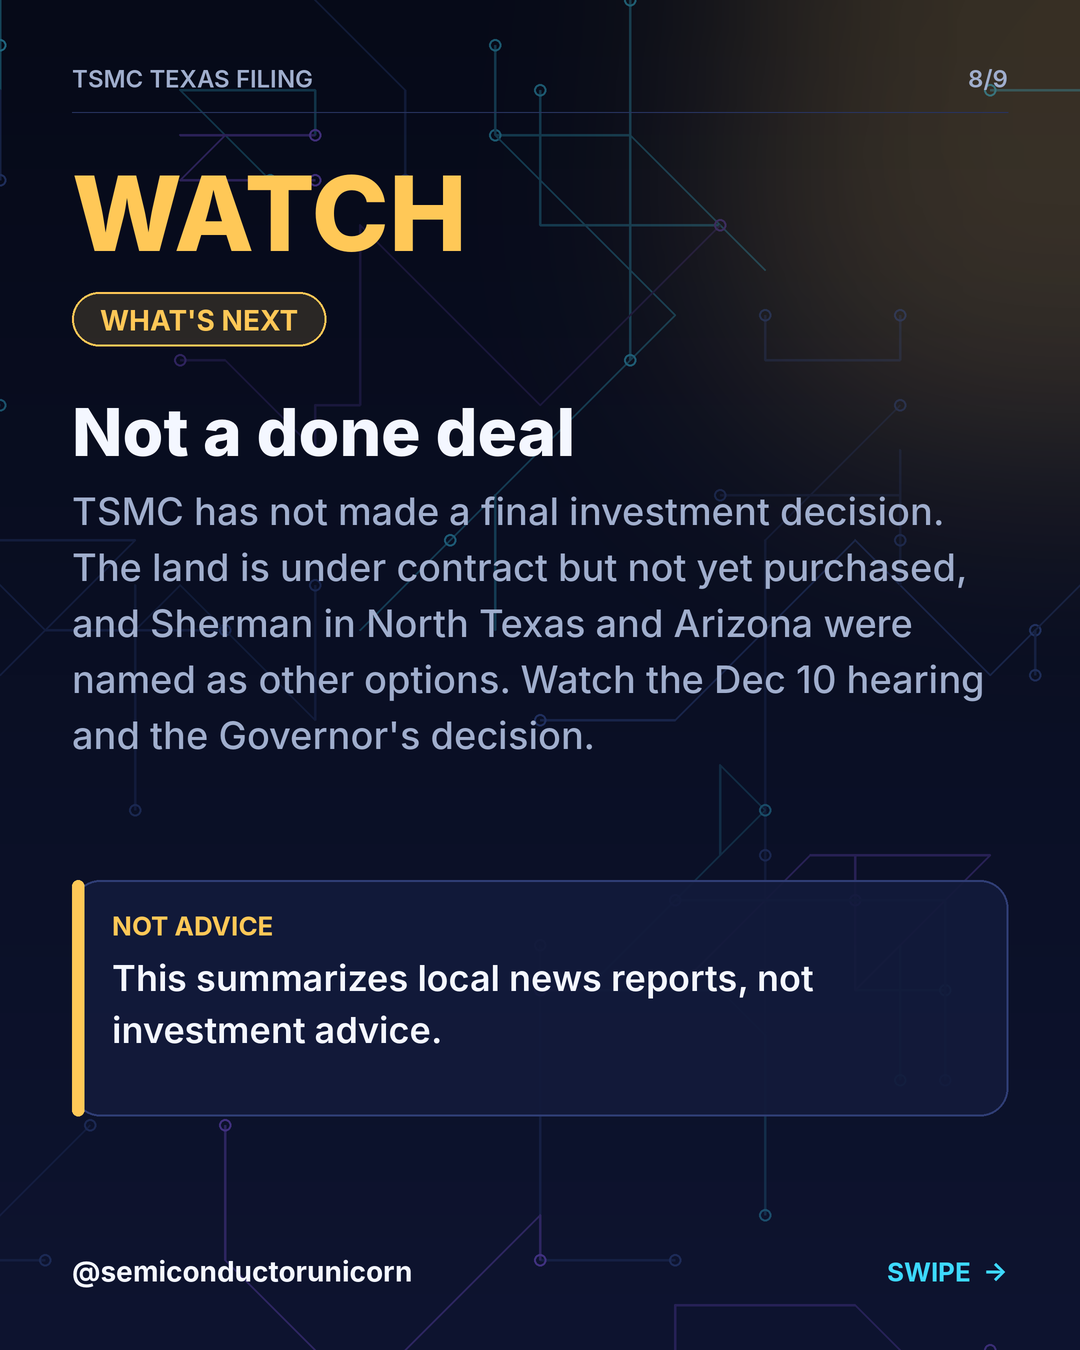 TSMC TEXAS FILING
8/9
WATCH
WHAT'S NEXT
Not a done deal
TSMC has not made a final investment decision.
The land is under contract but not yet purchased,
and Sherman in North Texas and Arizona were
named as other options. Watch the Dec 10 hearing
and the Governor's decision.
NOT ADVICE
This summarizes local news reports, not
investment advice.
@semiconductorunicorn
SWIPE →